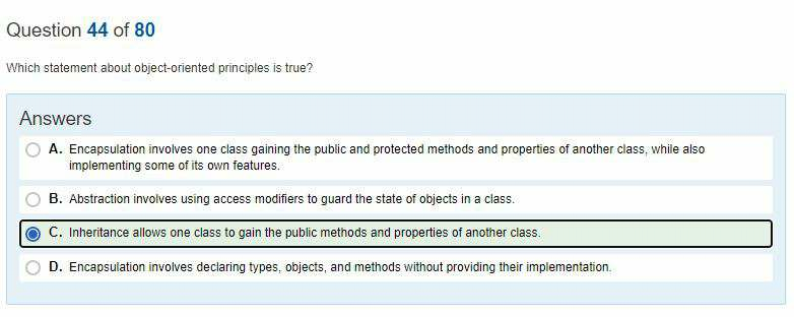 Question 44 of 80
Which statement about object-oriented principles is true?
Answers
A. Encapsulation involves one class gaining the public and protected methods and properties of another class, while also
implementing some of its own features.
B. Abstraction involves using access modifiers to guard the state of objects in a class.
C. Inheritance allows one class to gain the public methods and properties of another class.
D. Encapsulation involves declaring types, objects, and methods without providing their implementation.